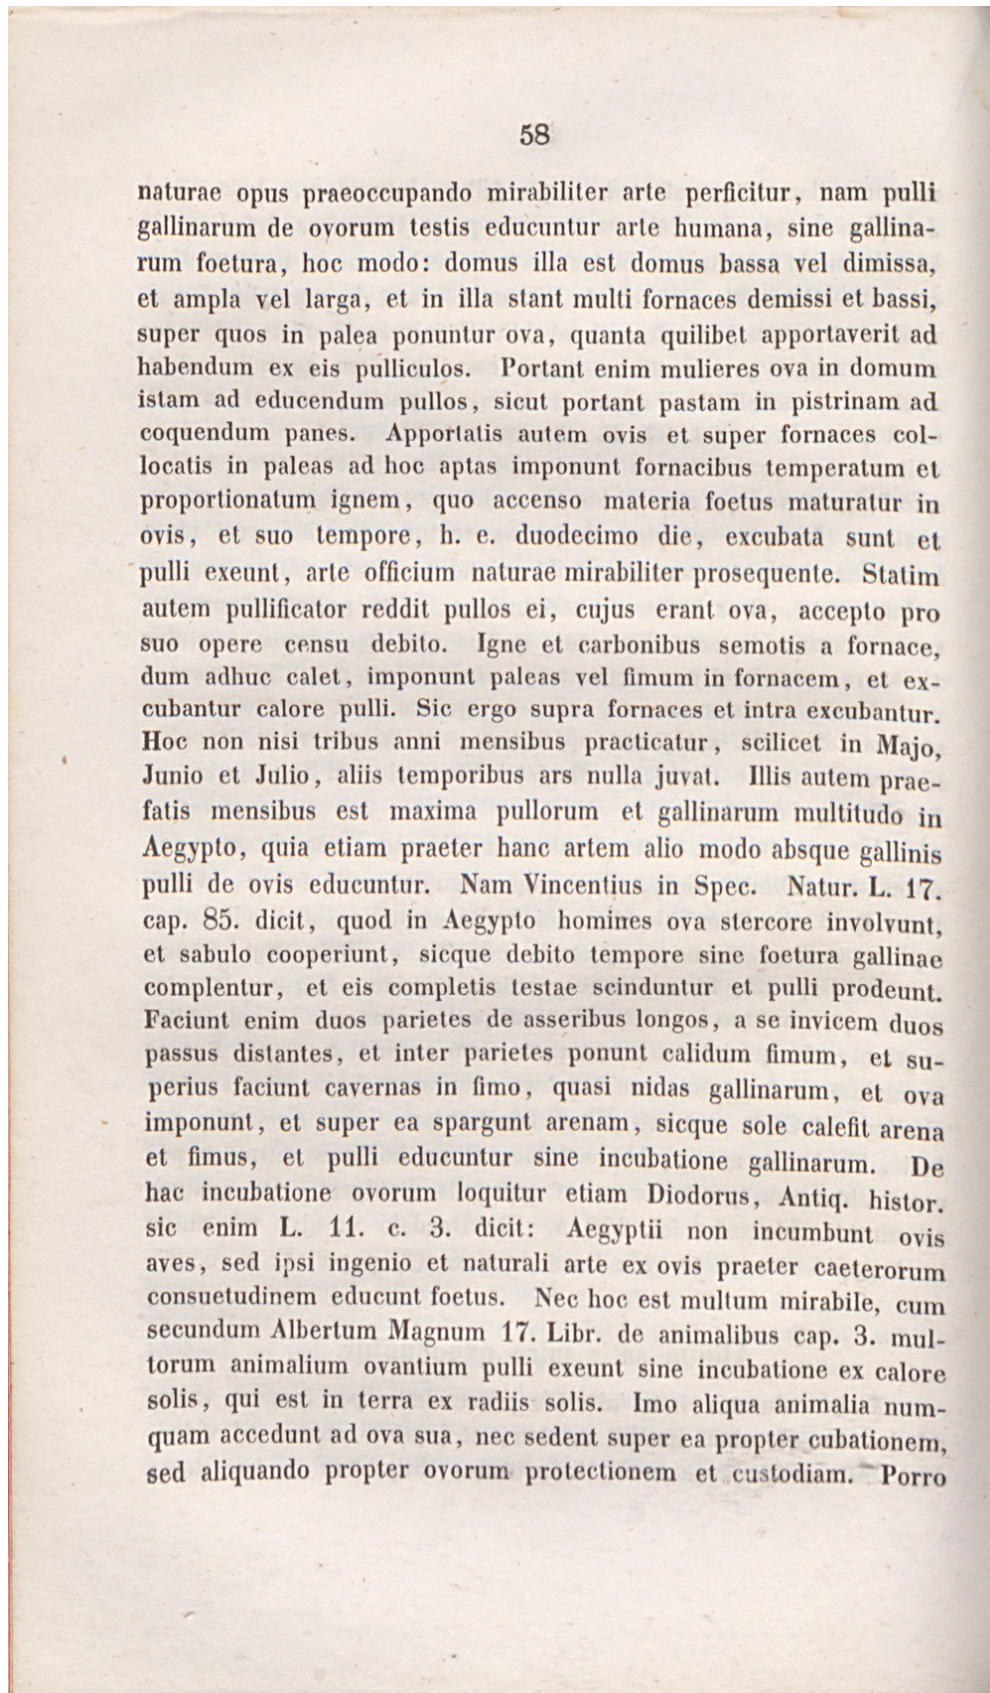 58
naturae opus praeoccupando mirabiliter arte perficitur, nam pulli
gallinarum de ovorum testis educuntur arte humana, sine gallina-
rum foetura, hoc modo: domus illa est domus bassa vel dimissa,
et ampla vel larga, et in illa stant multi fornaces demissi et bassi,
super quos in palea ponuntur ova, quanta quilibet apportaverit ad
habendum ex eis pulliculos. Portant enim mulieres ova in domum
istam ad educendum pullos, sicut portant pastam in pistrinam ad
coquendum panes. Apportatis autem ovis et super fornaces col-
locatis in paleas ad hoc aptas imponunt fornacibus temperatum et
proportionatum ignem, quo accenso materia foetus maturatur in
ovis, et suo tempore, h. e. duodecimo die, excubata sunt et
pulli exeunt, arte officium naturae mirabiliter prosequente. Statim
autem pullificator reddit pullos ei, cujus erant ova, accepto pro
suo opere censu debito. Igne et carbonibus semotis a fornace,
dum adhuc calet, imponunt paleas vel fimum in fornacem, et ex-
cubantur calore pulli. Sic ergo supra fornaces et intra excubantur.
Hoc non nisi tribus anni mensibus practicatur, scilicet in Majo,
Junio et Julio, aliis temporibus ars nulla juvat. Illis autem prae-
fatis mensibus est maxima pullorum et gallinarum multitudo in
Aegypto, quia etiam praeter hanc artem alio modo absque gallinis
pulli de ovis educuntur. Nam Vincentius in Spec. Natur. L. 17.
cap. 85. dicit, quod in Aegypto homines ova stercore involvunt,
et sabulo cooperiunt, sicque debito tempore sine foetura gallinae
complentur, et eis completis testae scinduntur et pulli prodeunt.
Faciunt enim duos parietes de asseribus longos, a se invicem duos
passus distantes, et inter parietes ponunt calidum fimum, et su-
perius faciunt cavernas in fimo, quasi nidas gallinarum, et ova
imponunt, et super ea spargunt arenam, sicque sole calefit arena
et fimus, et pulli educuntur sine incubatione gallinarum. De
hac incubatione ovorum loquitur etiam Diodorus, Antiq. histor.
sic enim L. 11. c. 3. dicit: Aegyptii non incumbunt ovis
aves, sed ipsi ingenio et naturali arte ex ovis praeter caeterorum
consuetudinem educunt foetus. Nec hoc est multum mirabile, cum
secundum Albertum Magnum 17. Libr. de animalibus cap. 3. mul-
torum animalium ovantium pulli exeunt sine incubatione ex calore
solis, qui est in terra ex radiis solis. Imo aliqua animalia num-
quam accedunt ad ova sua, nec sedent super ea propter cubationem,
sed aliquando propter ovorum protectionem et custodiam. Porro